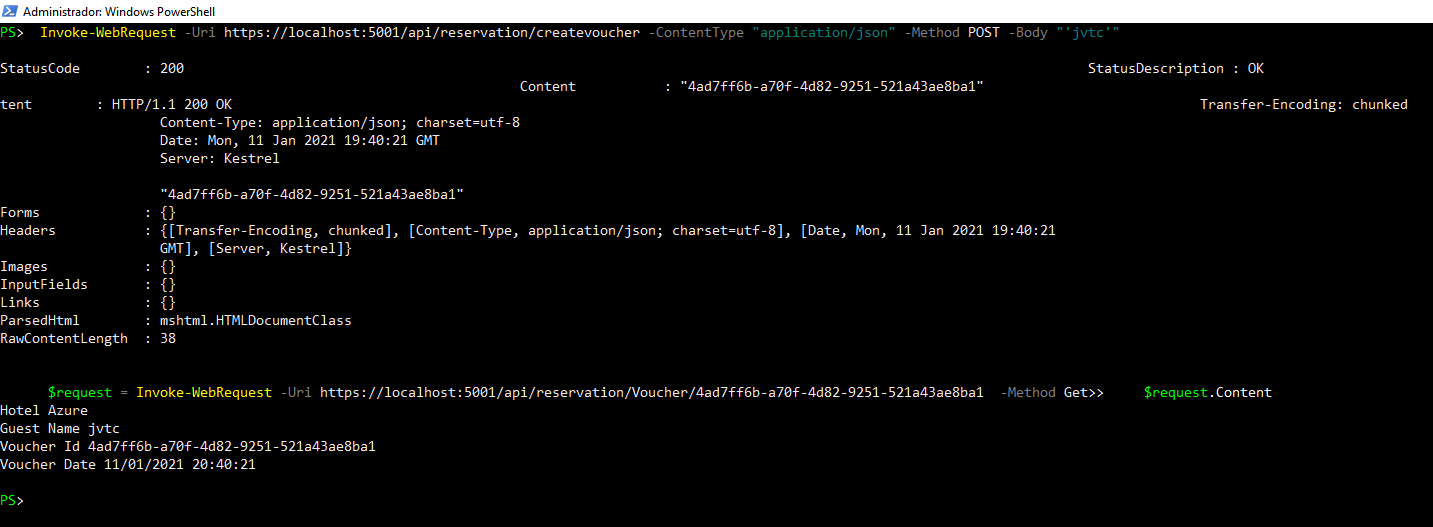 Administrador: Windows PowerShell
PS>  Invoke-WebRequest -Uri https://localhost:5001/api/reservation/createvoucher -ContentType "application/json" -Method POST -Body "'jvtc'"
StatusCode        : 200                                        StatusDescription : OK
Content           : "4ad7ff6b-a70f-4d82-9251-521a43ae8ba1"
tent        : HTTP/1.1 200 OK                                        Transfer-Encoding: chunked
Content-Type: application/json; charset=utf-8
Date: Mon, 11 Jan 2021 19:40:21 GMT
Server: Kestrel
"4ad7ff6b-a70f-4d82-9251-521a43ae8ba1"
Forms             : {}
Headers           : {[Transfer-Encoding, chunked], [Content-Type, application/json; charset=utf-8], [Date, Mon, 11 Jan 2021 19:40:21
GMT], [Server, Kestrel]}
Images            : {}
InputFields       : {}
Links             : {}
ParsedHtml        : mshtml.HTMLDocumentClass
RawContentLength  : 38
$request = Invoke-WebRequest -Uri https://localhost:5001/api/reservation/Voucher/4ad7ff6b-a70f-4d82-9251-521a43ae8ba1  -Method Get>>     $request.Content
Hotel Azure
Guest Name jvtc
Voucher Id 4ad7ff6b-a70f-4d82-9251-521a43ae8ba1
Voucher Date 11/01/2021 20:40:21
PS>